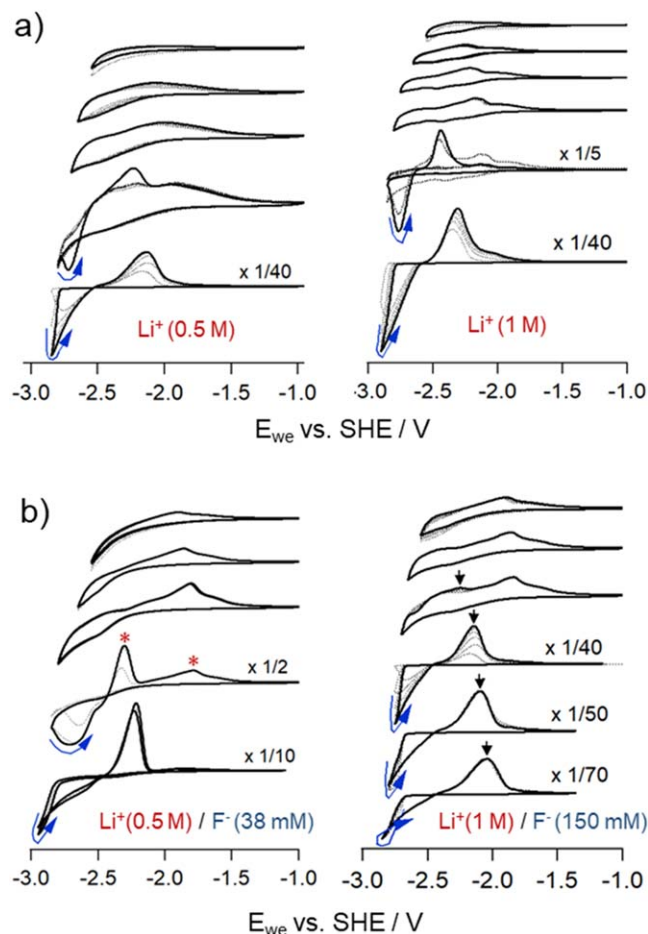 a)
x 1/5
x 1/40
x 1/40
Li⁺ (0.5 M)
Li⁺ (1 M)
-3.0 -2.5 -2.0 -1.5 -1.0
-3.0 -2.5 -2.0 -1.5 -1.0
E_we vs. SHE / V
b)
* *
x 1/2
x 1/10
x 1/40
x 1/50
x 1/70
Li⁺(0.5 M) / F⁻ (38 mM)
Li⁺(1 M) / F⁻ (150 mM)
-3.0 -2.5 -2.0 -1.5 -1.0
-3.0 -2.5 -2.0 -1.5 -1.0
E_we vs. SHE / V